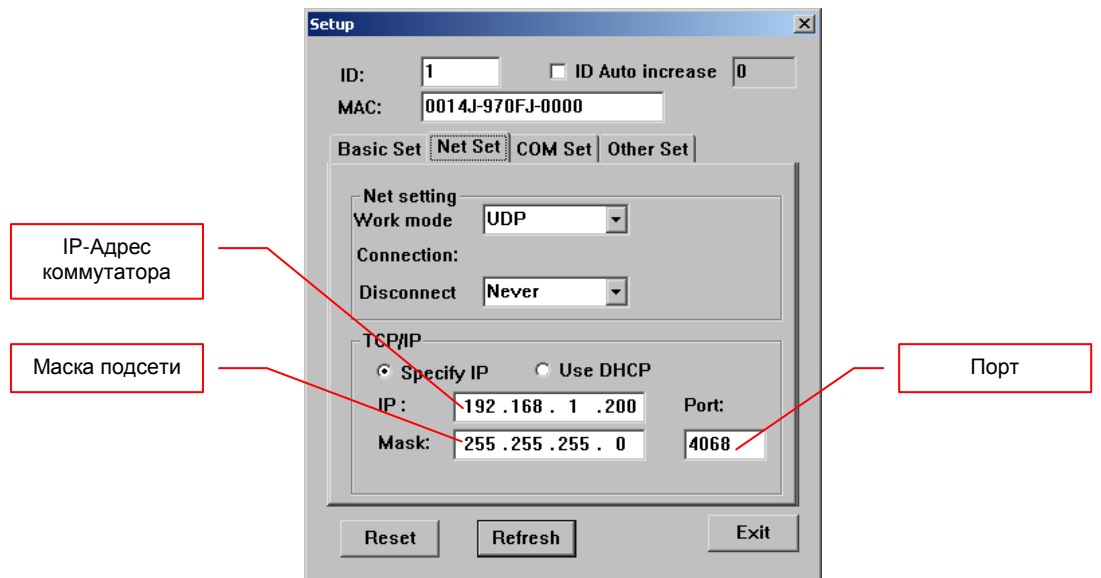 Setup
ID: 1 ID Auto increase 0
MAC: 0014J-970FJ-0000
Basic Set Net Set COM Set Other Set
Net setting
Work mode UDP
IP-Адрес
коммутатора
Connection:
Disconnect Never
TCP/IP
Маска подсети
Порт
Specify IP Use DHCP
IP : 192 .168 . 1 .200 Port:
Mask: 255 .255 .255 . 0 4068
Reset Refresh Exit